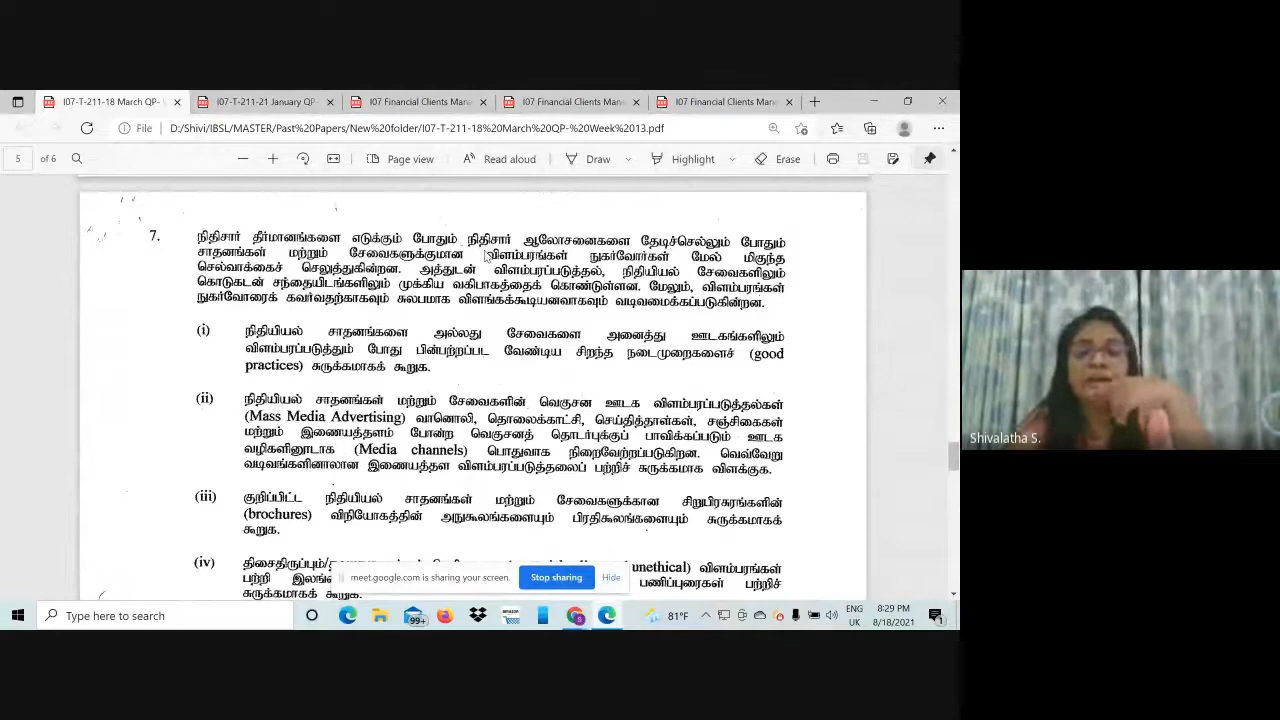 I07-T-211-18 March QP-
I07-T-211-21 January QP-
I07 Financial Clients Mane
I07 Financial Clients Mane
I07 Financial Clients Mane
File
D:/Shivi/IBSL/MASTER/Past%20Papers/New%20folder/I07-T-211-18%20March%20QP-%20Week%2013.pdf
5 of 6
Page view
Read aloud
Draw
Highlight
Erase
7. நிதிசார் தீர்மானங்களை எடுக்கும் போதும் நிதிசார் ஆலோசனைகளை தேடிச்செல்லும் போதும்
சாதனங்கள் மற்றும் சேவைகளுக்குமான விளம்பரங்கள் நுகர்வோர்கள் மேல் மிகுந்த
செல்வாக்கைச் செலுத்துகின்றன. அத்துடன் விளம்பரப்படுத்தல், நிதியியல் சேவைகளிலும்
கொடுகடன் சந்தையிடங்களிலும் முக்கிய வகிபாகத்தைக் கொண்டுள்ளன. மேலும், விளம்பரங்கள்
நுகர்வோரைக் கவர்வதற்காகவும் சுலபமாக விளங்கக்கூடியனவாகவும் வடிவமைக்கப்படுகின்றன.
(i) நிதியியல் சாதனங்களை அல்லது சேவைகளை அனைத்து ஊடகங்களிலும்
விளம்பரப்படுத்தும் போது பின்பற்றப்பட வேண்டிய சிறந்த நடைமுறைகளைச் (good
practices) சுருக்கமாகக் கூறுக.
(ii) நிதியியல் சாதனங்கள் மற்றும் சேவைகளின் வெகுசன ஊடக விளம்பரப்படுத்தல்கள்
(Mass Media Advertising) வானொலி, தொலைக்காட்சி, செய்தித்தாள்கள், சஞ்சிகைகள்
மற்றும் இணையத்தளம் போன்ற வெகுசனத் தொடர்புக்குப் பாவிக்கப்படும் ஊடக
வழிகளினூடாக (Media channels) பொதுவாக நிறைவேற்றப்படுகிறன. வெவ்வேறு
வடிவங்களினாலான இணையத்தள விளம்பரப்படுத்தலைப் பற்றிச் சுருக்கமாக விளக்குக.
(iii) குறிப்பிட்ட நிதியியல் சாதனங்கள் மற்றும் சேவைகளுக்கான சிறுபிரசுரங்களின்
(brochures) விநியோகத்தின் அநுகூலங்களையும் பிரதிகூலங்களையும் சுருக்கமாகக்
கூறுக.
(iv) திசைதிருப்பும்/ unethical) விளம்பரங்கள்
பற்றி பணிப்புரைகள் பற்றிச்
சுருக்கமாகக் கூறுக.
meet.google.com is sharing your screen.
Stop sharing
Hide
Shivalatha S.
Type here to search
99+
amazon
81°F
ENG
UK
8:29 PM
8/18/2021
1